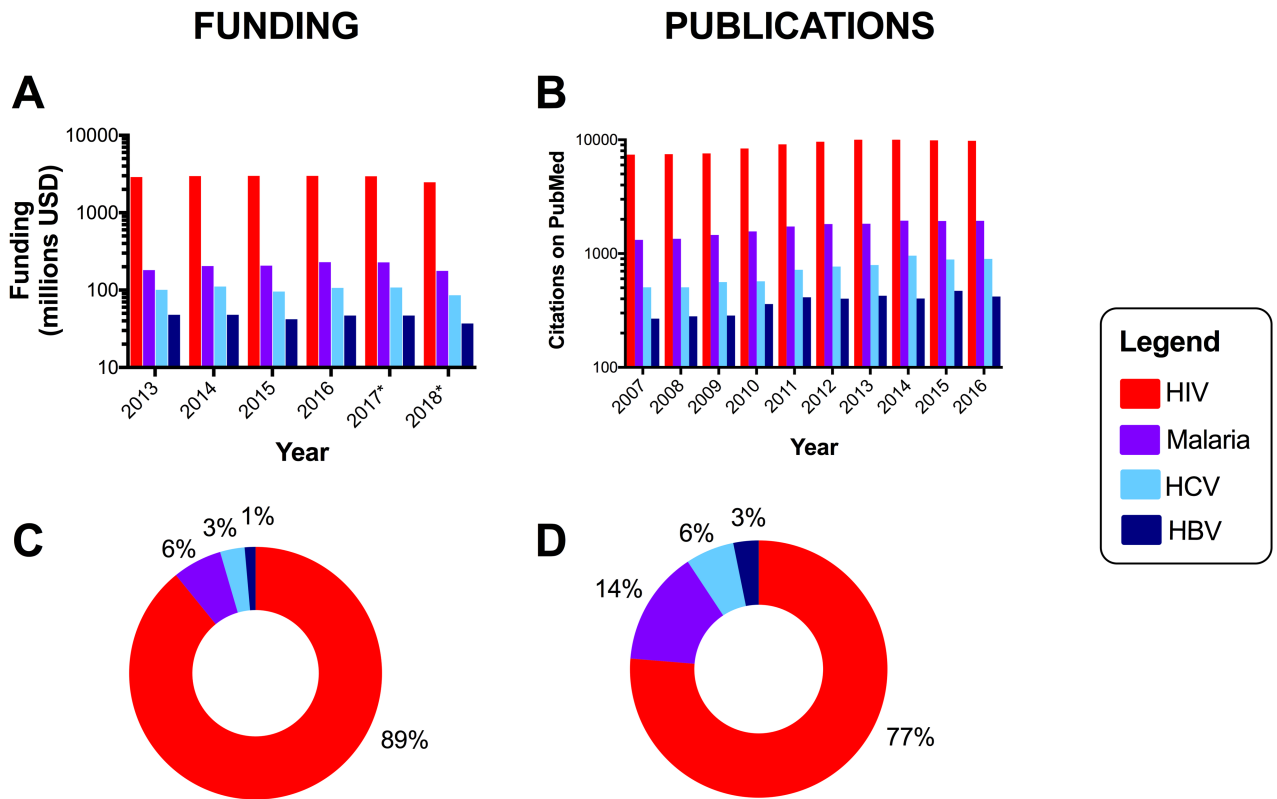 FUNDING
PUBLICATIONS
A
10000
1000
100
10
Funding
(millions USD)
2013
2014
2015
2016
2017*
2018*
Year
B
10000
1000
100
Citations on PubMed
2007
2008
2009
2010
2011
2012
2013
2014
2015
2016
Year
Legend
HIV
Malaria
HCV
HBV
C
1%
3%
6%
89%
D
3%
6%
14%
77%